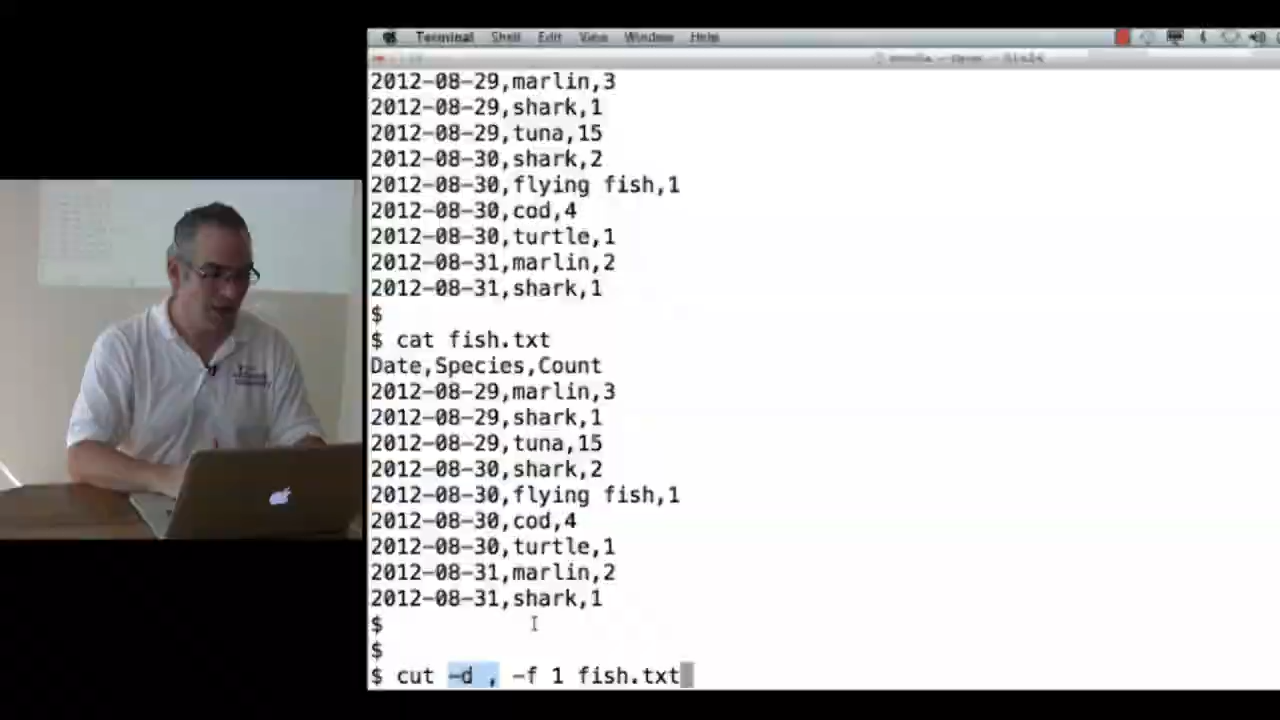 Terminal Shell Edit View Window Help
2012-08-29,marlin,3
2012-08-29,shark,1
2012-08-29,tuna,15
2012-08-30,shark,2
2012-08-30,flying fish,1
2012-08-30,cod,4
2012-08-30,turtle,1
2012-08-31,marlin,2
2012-08-31,shark,1
$
$ cat fish.txt
Date,Species,Count
2012-08-29,marlin,3
2012-08-29,shark,1
2012-08-29,tuna,15
2012-08-30,shark,2
2012-08-30,flying fish,1
2012-08-30,cod,4
2012-08-30,turtle,1
2012-08-31,marlin,2
2012-08-31,shark,1
$
$
$ cut -d , -f 1 fish.txt